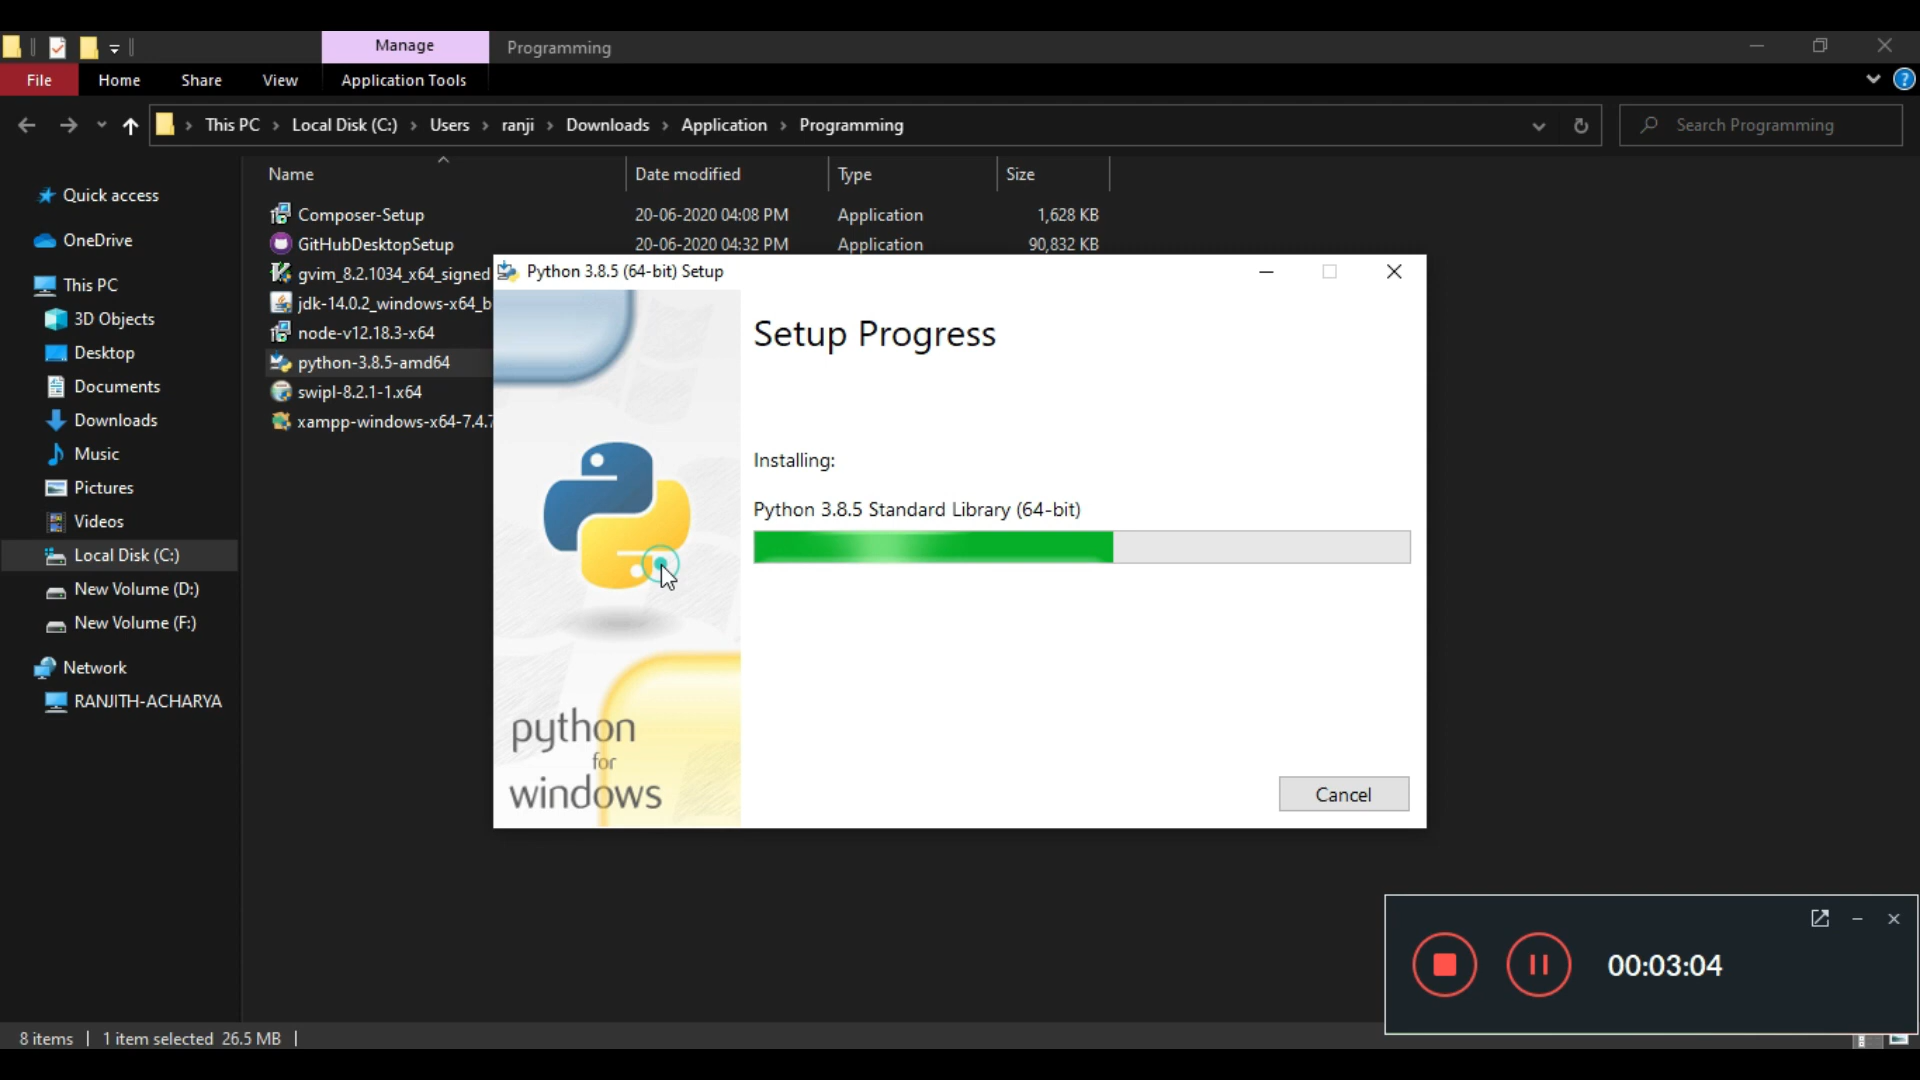 Manage Programming
File Home Share View Application Tools
This PC Local Disk (C:) Users ranji Downloads Application Programming Search Programming
Name Date modified Type Size
Quick access
OneDrive
This PC
3D Objects
Desktop
Documents
Downloads
Music
Pictures
Videos
Local Disk (C:)
New Volume (D:)
New Volume (F:)
Network
RANJITH-ACHARYA
Composer-Setup 20-06-2020 04:08 PM Application 1,628 KB
GitHubDesktopSetup 20-06-2020 04:32 PM Application 90,832 KB
gvim_8.2.1034_x64_signed
jdk-14.0.2_windows-x64_b
node-v12.18.3-x64
python-3.8.5-amd64
swipl-8.2.1-1.x64
xampp-windows-x64-7.4.7
Python 3.8.5 (64-bit) Setup
Setup Progress
Installing:
Python 3.8.5 Standard Library (64-bit)
python
for
windows
Cancel
00:03:04
8 items 1 item selected 26.5 MB